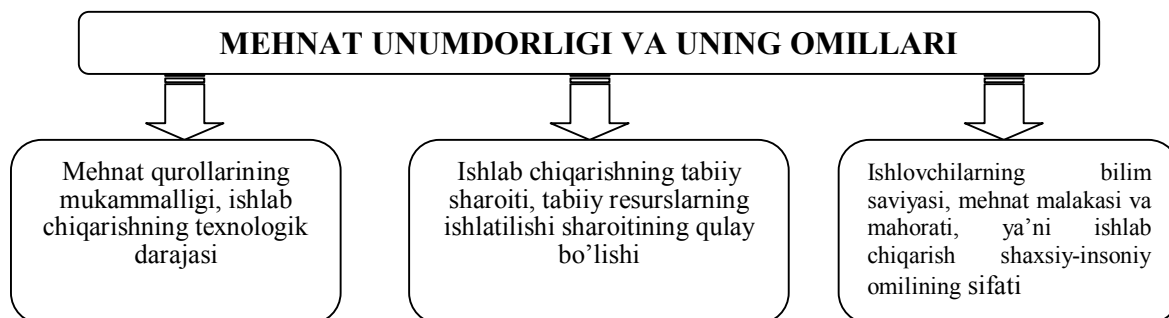 MEHNAT UNUMDORLIGI VA UNING OMILLARI
Mehnat qurollarining
mukammalligi, ishlab
chiqarishning texnologik
darajasi
Ishlab chiqarishning tabiiy
sharoiti, tabiiy resurslarning
ishlatilishi sharoitining qulay
bo’lishi
Ishlovchilarning bilim
saviyasi, mehnat malakasi va
mahorati, ya’ni ishlab
chiqarish shaxsiy-insoniy
omilining sifati